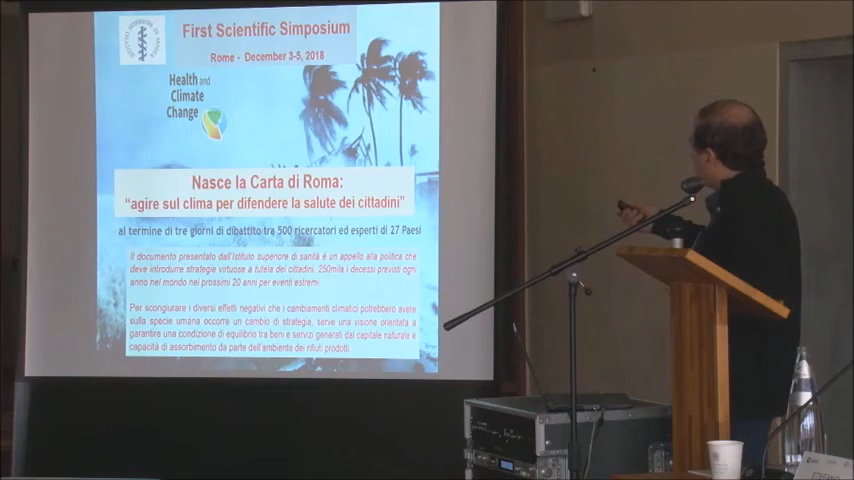 First Scientific Simposium
Rome - December 3-5, 2018
Health and
Climate
Change
Nasce la Carta di Roma:
“agire sul clima per difendere la salute dei cittadini”
al termine di tre giorni di dibattito tra 500 ricercatori ed esperti di 27 Paesi
Il documento presentato dall'Istituto superiore di sanità è un appello alla politica che
deve introdurre strategie virtuose a tutela dei cittadini. 250mila i decessi previsti ogni
anno nel mondo nei prossimi 20 anni per eventi estremi
Per scongiurare i diversi effetti negativi che i cambiamenti climatici potrebbero avere
sulla specie umana occorre un cambio di strategia, serve una visione orientata a
garantire una condizione di equilibrio tra beni e servizi generati dal capitale naturale e
capacità di assorbimento da parte dell'ambiente dei rifiuti prodotti.